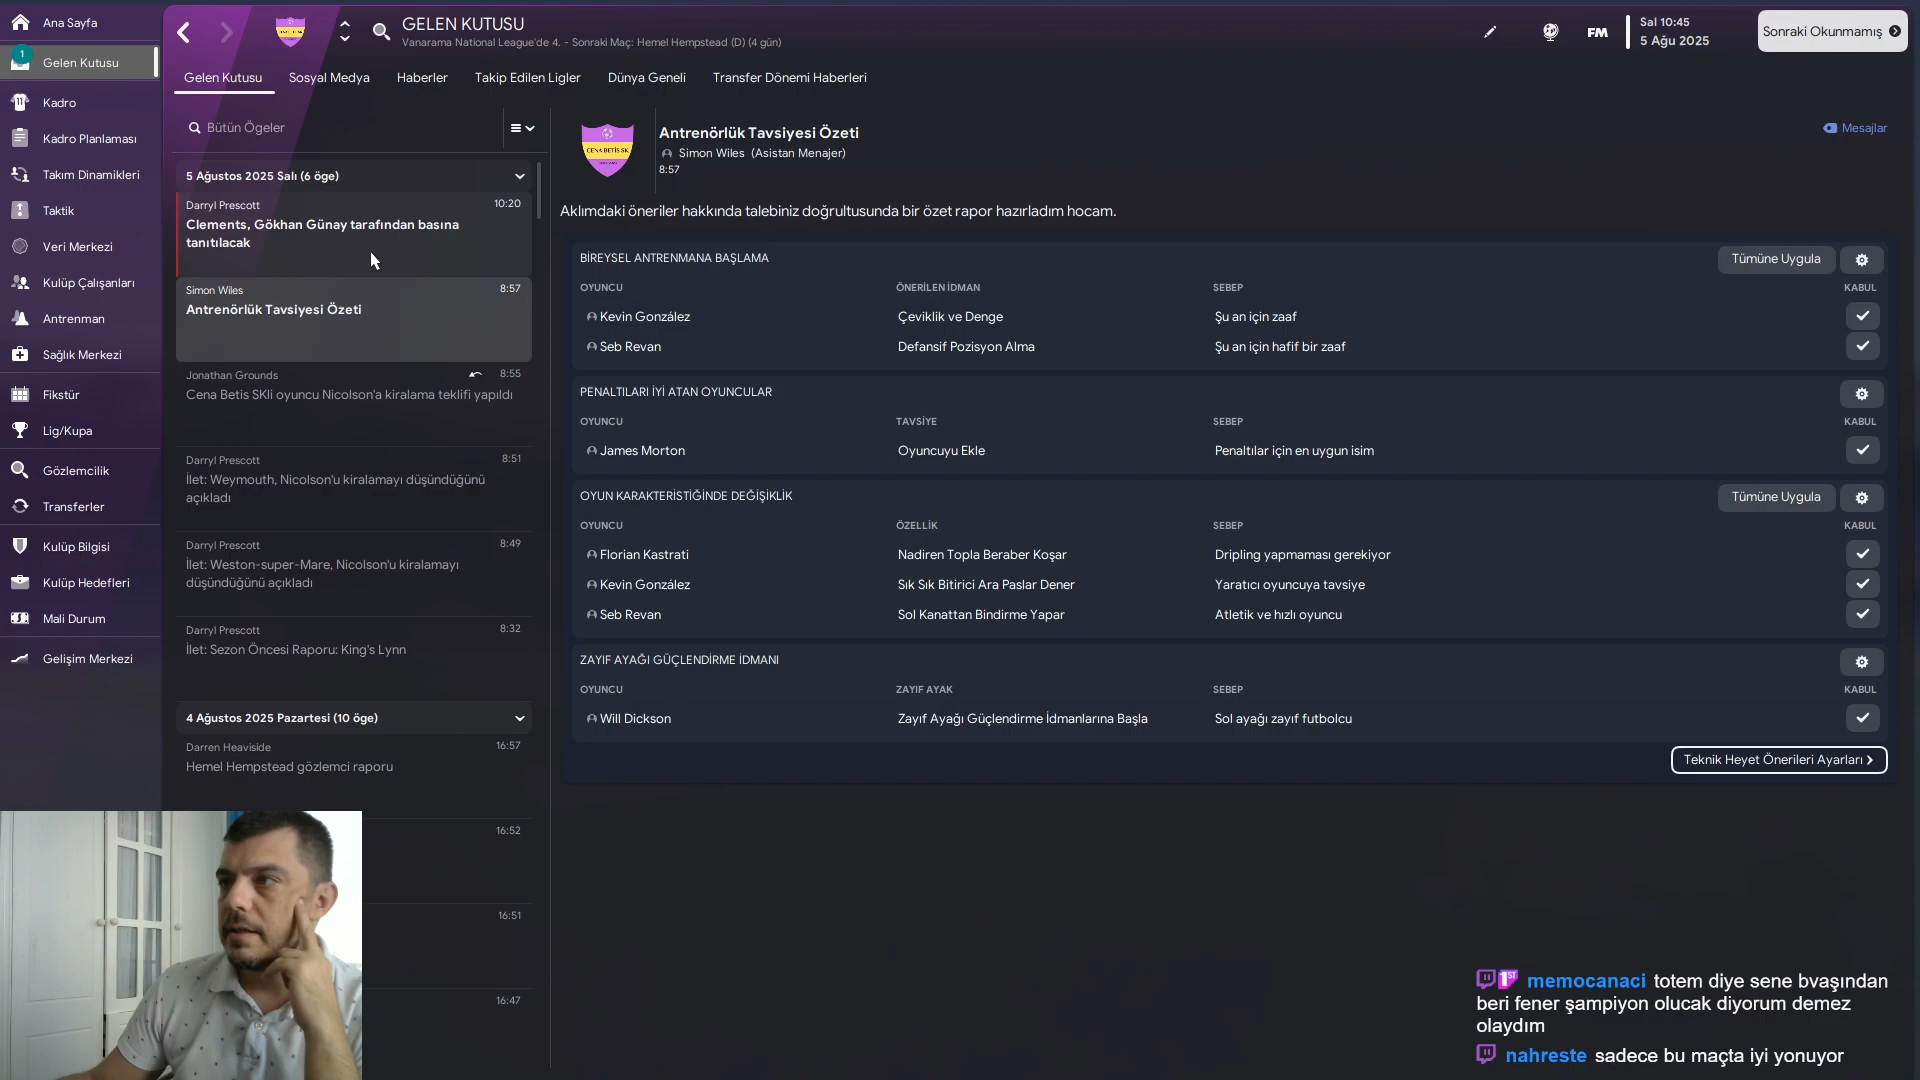 Ana Sayfa
1
Gelen Kutusu
Kadro
Kadro Planlaması
Takım Dinamikleri
Taktik
Veri Merkezi
Kulüp Çalışanları
Antrenman
Sağlık Merkezi
Fikstür
Lig/Kupa
Gözlemcilik
Transferler
Kulüp Bilgisi
Kulüp Hedefleri
Mali Durum
Gelişim Merkezi
GELEN KUTUSU
Vanarama National League'de 4. - Sonraki Maç: Hemel Hempstead (D) (4 gün)
FM
Sal 10:45
5 Ağu 2025
Sonraki Okunmamış
Gelen Kutusu Sosyal Medya Haberler Takip Edilen Ligler Dünya Geneli Transfer Dönemi Haberleri
Bütün Ögeler
5 Ağustos 2025 Salı (6 öge)
Darryl Prescott 10:20
Clements, Gökhan Günay tarafından basına
tanıtılacak
Simon Wiles 8:57
Antrenörlük Tavsiyesi Özeti
Jonathan Grounds 8:55
Cena Betis SKli oyuncu Nicolson'a kiralama teklifi yapıldı
Darryl Prescott 8:51
İlet: Weymouth, Nicolson'u kiralamayı düşündüğünü
açıkladı
Darryl Prescott 8:49
İlet: Weston-super-Mare, Nicolson'u kiralamayı
düşündüğünü açıkladı
Darryl Prescott 8:32
İlet: Sezon Öncesi Raporu: King's Lynn
4 Ağustos 2025 Pazartesi (10 öge)
Darren Heaviside 16:57
Hemel Hempstead gözlemci raporu
16:52
16:51
16:47
CENA BETİS SK
Antrenörlük Tavsiyesi Özeti
Simon Wiles (Asistan Menajer)
8:57
Mesajlar
Aklımdaki öneriler hakkında talebiniz doğrultusunda bir özet rapor hazırladım hocam.
BİREYSEL ANTRENMANA BAŞLAMA Tümüne Uygula
OYUNCU ÖNERİLEN İDMAN SEBEP KABUL
Kevin González Çeviklik ve Denge Şu an için zaaf
Seb Revan Defansif Pozisyon Alma Şu an için hafif bir zaaf
PENALTILARI İYİ ATAN OYUNCULAR
OYUNCU TAVSİYE SEBEP KABUL
James Morton Oyuncuyu Ekle Penaltılar için en uygun isim
OYUN KARAKTERİSTİĞİNDE DEĞİŞİKLİK Tümüne Uygula
OYUNCU ÖZELLİK SEBEP KABUL
Florian Kastrati Nadiren Topla Beraber Koşar Dripling yapmaması gerekiyor
Kevin González Sık Sık Bitirici Ara Paslar Dener Yaratıcı oyuncuya tavsiye
Seb Revan Sol Kanattan Bindirme Yapar Atletik ve hızlı oyuncu
ZAYIF AYAĞI GÜÇLENDİRME İDMANI
OYUNCU ZAYIF AYAK SEBEP KABUL
Will Dickson Zayıf Ayağı Güçlendirme İdmanlarına Başla Sol ayağı zayıf futbolcu
Teknik Heyet Önerileri Ayarları
1ST memocanaci totem diye sene bvaşından
beri fener şampiyon olucak diyorum demez
olaydım
nahreste sadece bu maçta iyi yonuyor